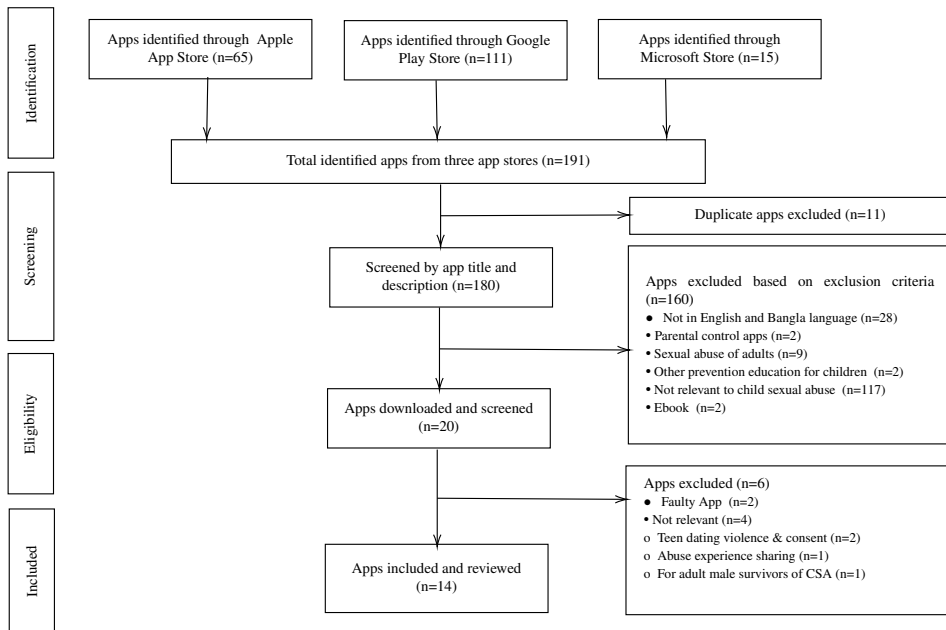 Identification
Apps identified through Apple
App Store (n=65)
Apps identified through Google
Play Store (n=111)
Apps identified through
Microsoft Store (n=15)
Total identified apps from three app stores (n=191)
Screening
Duplicate apps excluded (n=11)
Screened by app title and
description (n=180)
Apps excluded based on exclusion criteria
(n=160)
● Not in English and Bangla language (n=28)
• Parental control apps (n=2)
• Sexual abuse of adults (n=9)
• Other prevention education for children (n=2)
• Not relevant to child sexual abuse (n=117)
• Ebook (n=2)
Eligibility
Apps downloaded and screened
(n=20)
Apps excluded (n=6)
● Faulty App (n=2)
• Not relevant (n=4)
o Teen dating violence & consent (n=2)
o Abuse experience sharing (n=1)
o For adult male survivors of CSA (n=1)
Included
Apps included and reviewed
(n=14)